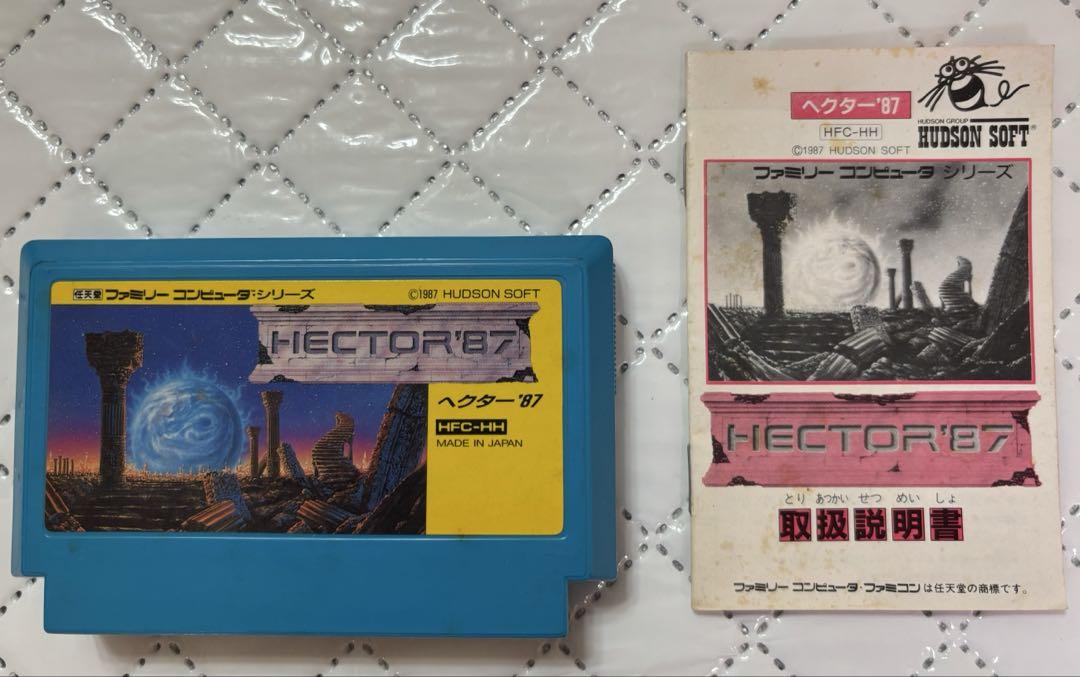 任天堂 ファミリー コンピュータ シリーズ
©1987 HUDSON SOFT
HECTOR'87
ヘクター'87
HFC-HH
MADE IN JAPAN
ヘクター'87
HFC-HH
©1987 HUDSON SOFT
HUDSON GROUP
HUDSON SOFT®
ファミリー コンピュータ シリーズ
HECTOR'87
とり あつかい せつ めい しょ
取扱説明書
ファミリー コンピュータ・ファミコン は任天堂の商標です。